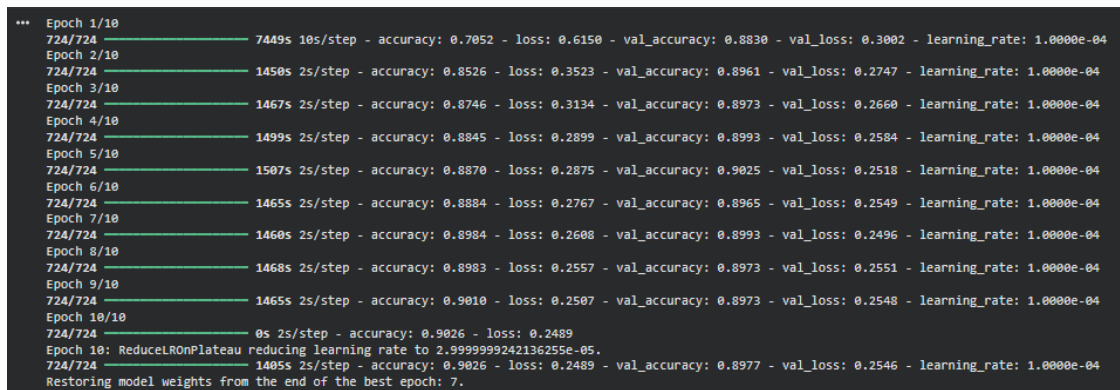 ••• Epoch 1/10
724/724 ━━━━━━━━━━━━━━━━━━━━ 7449s 10s/step - accuracy: 0.7052 - loss: 0.6150 - val_accuracy: 0.8830 - val_loss: 0.3002 - learning_rate: 1.0000e-04
Epoch 2/10
724/724 ━━━━━━━━━━━━━━━━━━━━ 1450s 2s/step - accuracy: 0.8526 - loss: 0.3523 - val_accuracy: 0.8961 - val_loss: 0.2747 - learning_rate: 1.0000e-04
Epoch 3/10
724/724 ━━━━━━━━━━━━━━━━━━━━ 1467s 2s/step - accuracy: 0.8746 - loss: 0.3134 - val_accuracy: 0.8973 - val_loss: 0.2660 - learning_rate: 1.0000e-04
Epoch 4/10
724/724 ━━━━━━━━━━━━━━━━━━━━ 1499s 2s/step - accuracy: 0.8845 - loss: 0.2899 - val_accuracy: 0.8993 - val_loss: 0.2584 - learning_rate: 1.0000e-04
Epoch 5/10
724/724 ━━━━━━━━━━━━━━━━━━━━ 1507s 2s/step - accuracy: 0.8870 - loss: 0.2875 - val_accuracy: 0.9025 - val_loss: 0.2518 - learning_rate: 1.0000e-04
Epoch 6/10
724/724 ━━━━━━━━━━━━━━━━━━━━ 1465s 2s/step - accuracy: 0.8884 - loss: 0.2767 - val_accuracy: 0.8965 - val_loss: 0.2549 - learning_rate: 1.0000e-04
Epoch 7/10
724/724 ━━━━━━━━━━━━━━━━━━━━ 1460s 2s/step - accuracy: 0.8984 - loss: 0.2608 - val_accuracy: 0.8993 - val_loss: 0.2496 - learning_rate: 1.0000e-04
Epoch 8/10
724/724 ━━━━━━━━━━━━━━━━━━━━ 1468s 2s/step - accuracy: 0.8983 - loss: 0.2557 - val_accuracy: 0.8973 - val_loss: 0.2551 - learning_rate: 1.0000e-04
Epoch 9/10
724/724 ━━━━━━━━━━━━━━━━━━━━ 1465s 2s/step - accuracy: 0.9010 - loss: 0.2507 - val_accuracy: 0.8973 - val_loss: 0.2548 - learning_rate: 1.0000e-04
Epoch 10/10
724/724 ━━━━━━━━━━━━━━━━━━━━ 0s 2s/step - accuracy: 0.9026 - loss: 0.2489
Epoch 10: ReduceLROnPlateau reducing learning rate to 2.9999999242136255e-05.
724/724 ━━━━━━━━━━━━━━━━━━━━ 1405s 2s/step - accuracy: 0.9026 - loss: 0.2489 - val_accuracy: 0.8977 - val_loss: 0.2546 - learning_rate: 1.0000e-04
Restoring model weights from the end of the best epoch: 7.